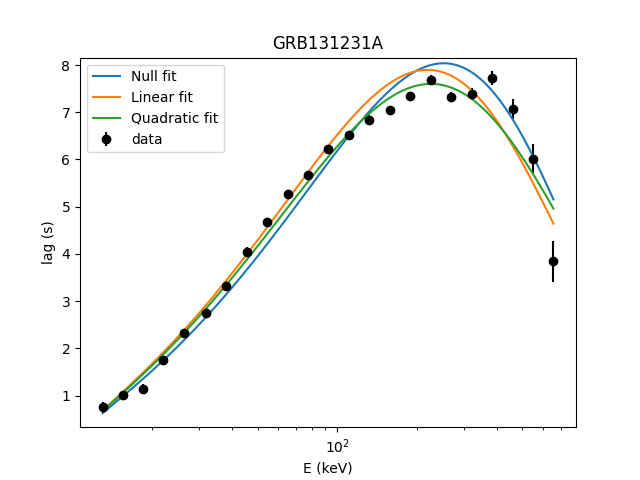 GRB131231A
8
7
6
5
4
3
2
1
lag (s)
Null fit
Linear fit
Quadratic fit
data
10²
E (keV)